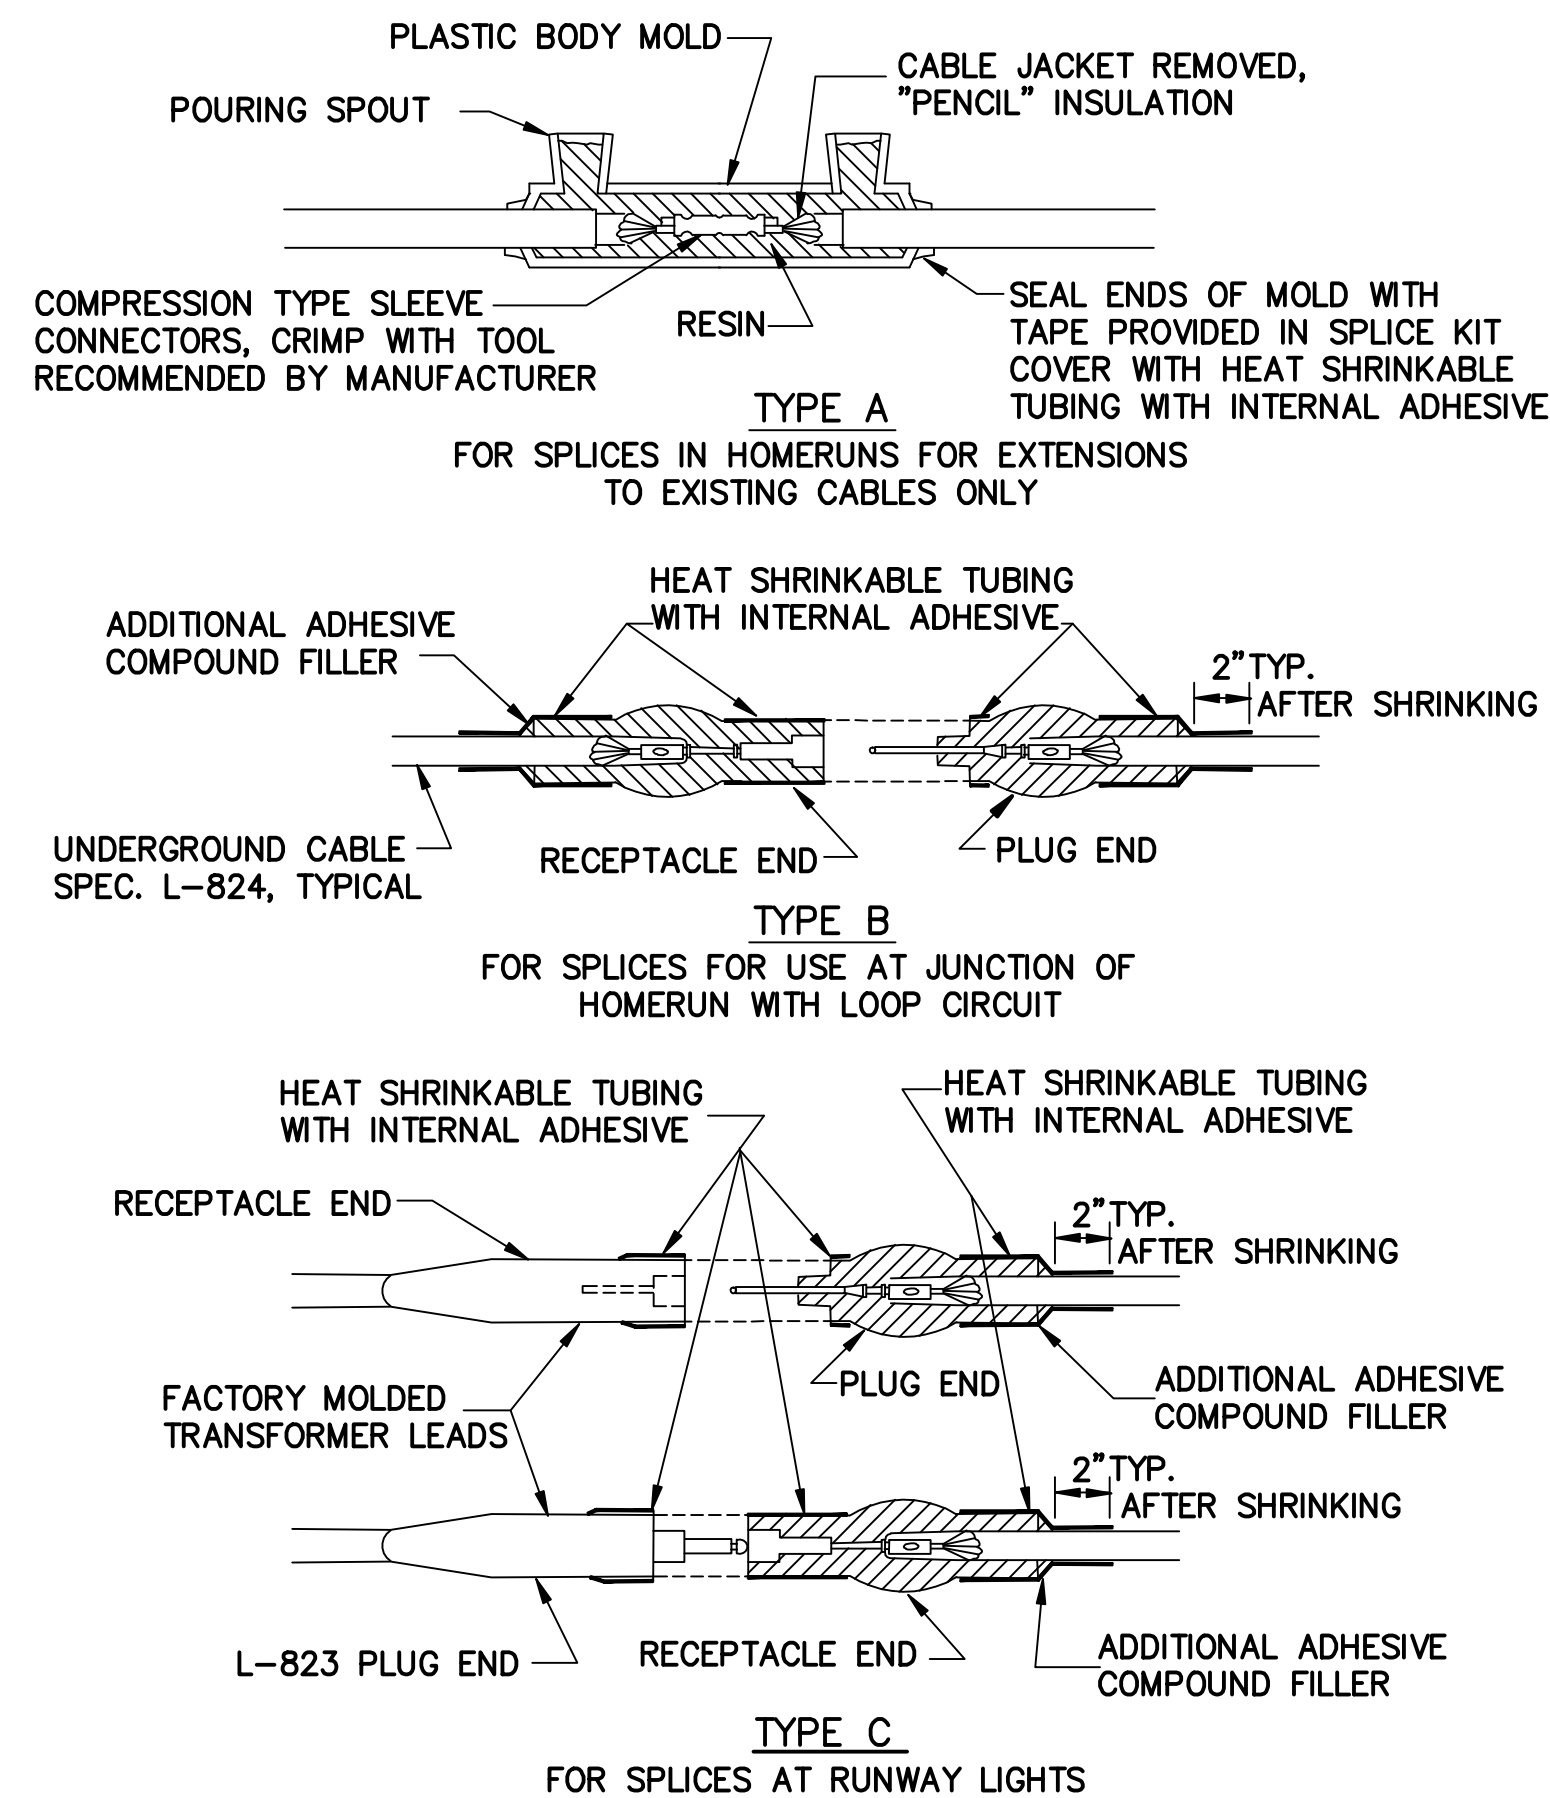 PLASTIC BODY MOLD
CABLE JACKET REMOVED,
"PENCIL" INSULATION
POURING SPOUT
COMPRESSION TYPE SLEEVE
CONNECTORS, CRIMP WITH TOOL
RECOMMENDED BY MANUFACTURER
RESIN
SEAL ENDS OF MOLD WITH
TAPE PROVIDED IN SPLICE KIT
COVER WITH HEAT SHRINKABLE
TUBING WITH INTERNAL ADHESIVE
TYPE A
FOR SPLICES IN HOMERUNS FOR EXTENSIONS
TO EXISTING CABLES ONLY
HEAT SHRINKABLE TUBING
WITH INTERNAL ADHESIVE
ADDITIONAL ADHESIVE
COMPOUND FILLER
2" TYP.
AFTER SHRINKING
UNDERGROUND CABLE
SPEC. L-824, TYPICAL
RECEPTACLE END
PLUG END
TYPE B
FOR SPLICES FOR USE AT JUNCTION OF
HOMERUN WITH LOOP CIRCUIT
HEAT SHRINKABLE TUBING
WITH INTERNAL ADHESIVE
HEAT SHRINKABLE TUBING
WITH INTERNAL ADHESIVE
RECEPTACLE END
2" TYP.
AFTER SHRINKING
PLUG END
FACTORY MOLDED
TRANSFORMER LEADS
ADDITIONAL ADHESIVE
COMPOUND FILLER
2" TYP.
AFTER SHRINKING
L-823 PLUG END
RECEPTACLE END
ADDITIONAL ADHESIVE
COMPOUND FILLER
TYPE C
FOR SPLICES AT RUNWAY LIGHTS